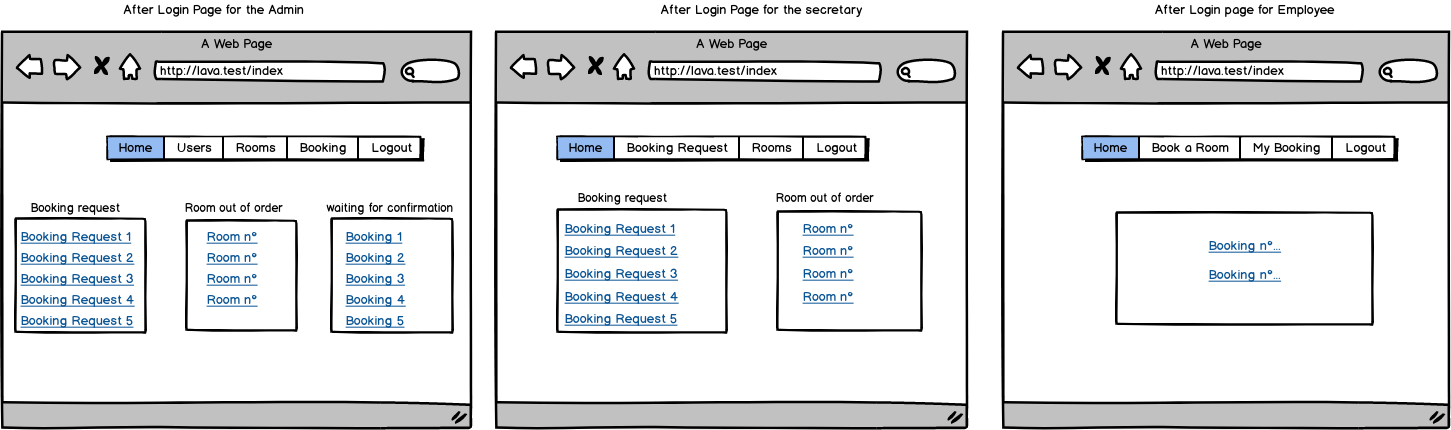 After Login Page for the Admin
A Web Page
http://lava.test/index
Home Users Rooms Booking Logout
Booking request
Booking Request 1
Booking Request 2
Booking Request 3
Booking Request 4
Booking Request 5
Room out of order
Room n°
Room n°
Room n°
Room n°
waiting for confirmation
Booking 1
Booking 2
Booking 3
Booking 4
Booking 5
After Login Page for the secretary
A Web Page
http://lava.test/index
Home Booking Request Rooms Logout
Booking request
Booking Request 1
Booking Request 2
Booking Request 3
Booking Request 4
Booking Request 5
Room out of order
Room n°
Room n°
Room n°
Room n°
After Login page for Employee
A Web Page
http://lava.test/index
Home Book a Room My Booking Logout
Booking n°...
Booking n°...